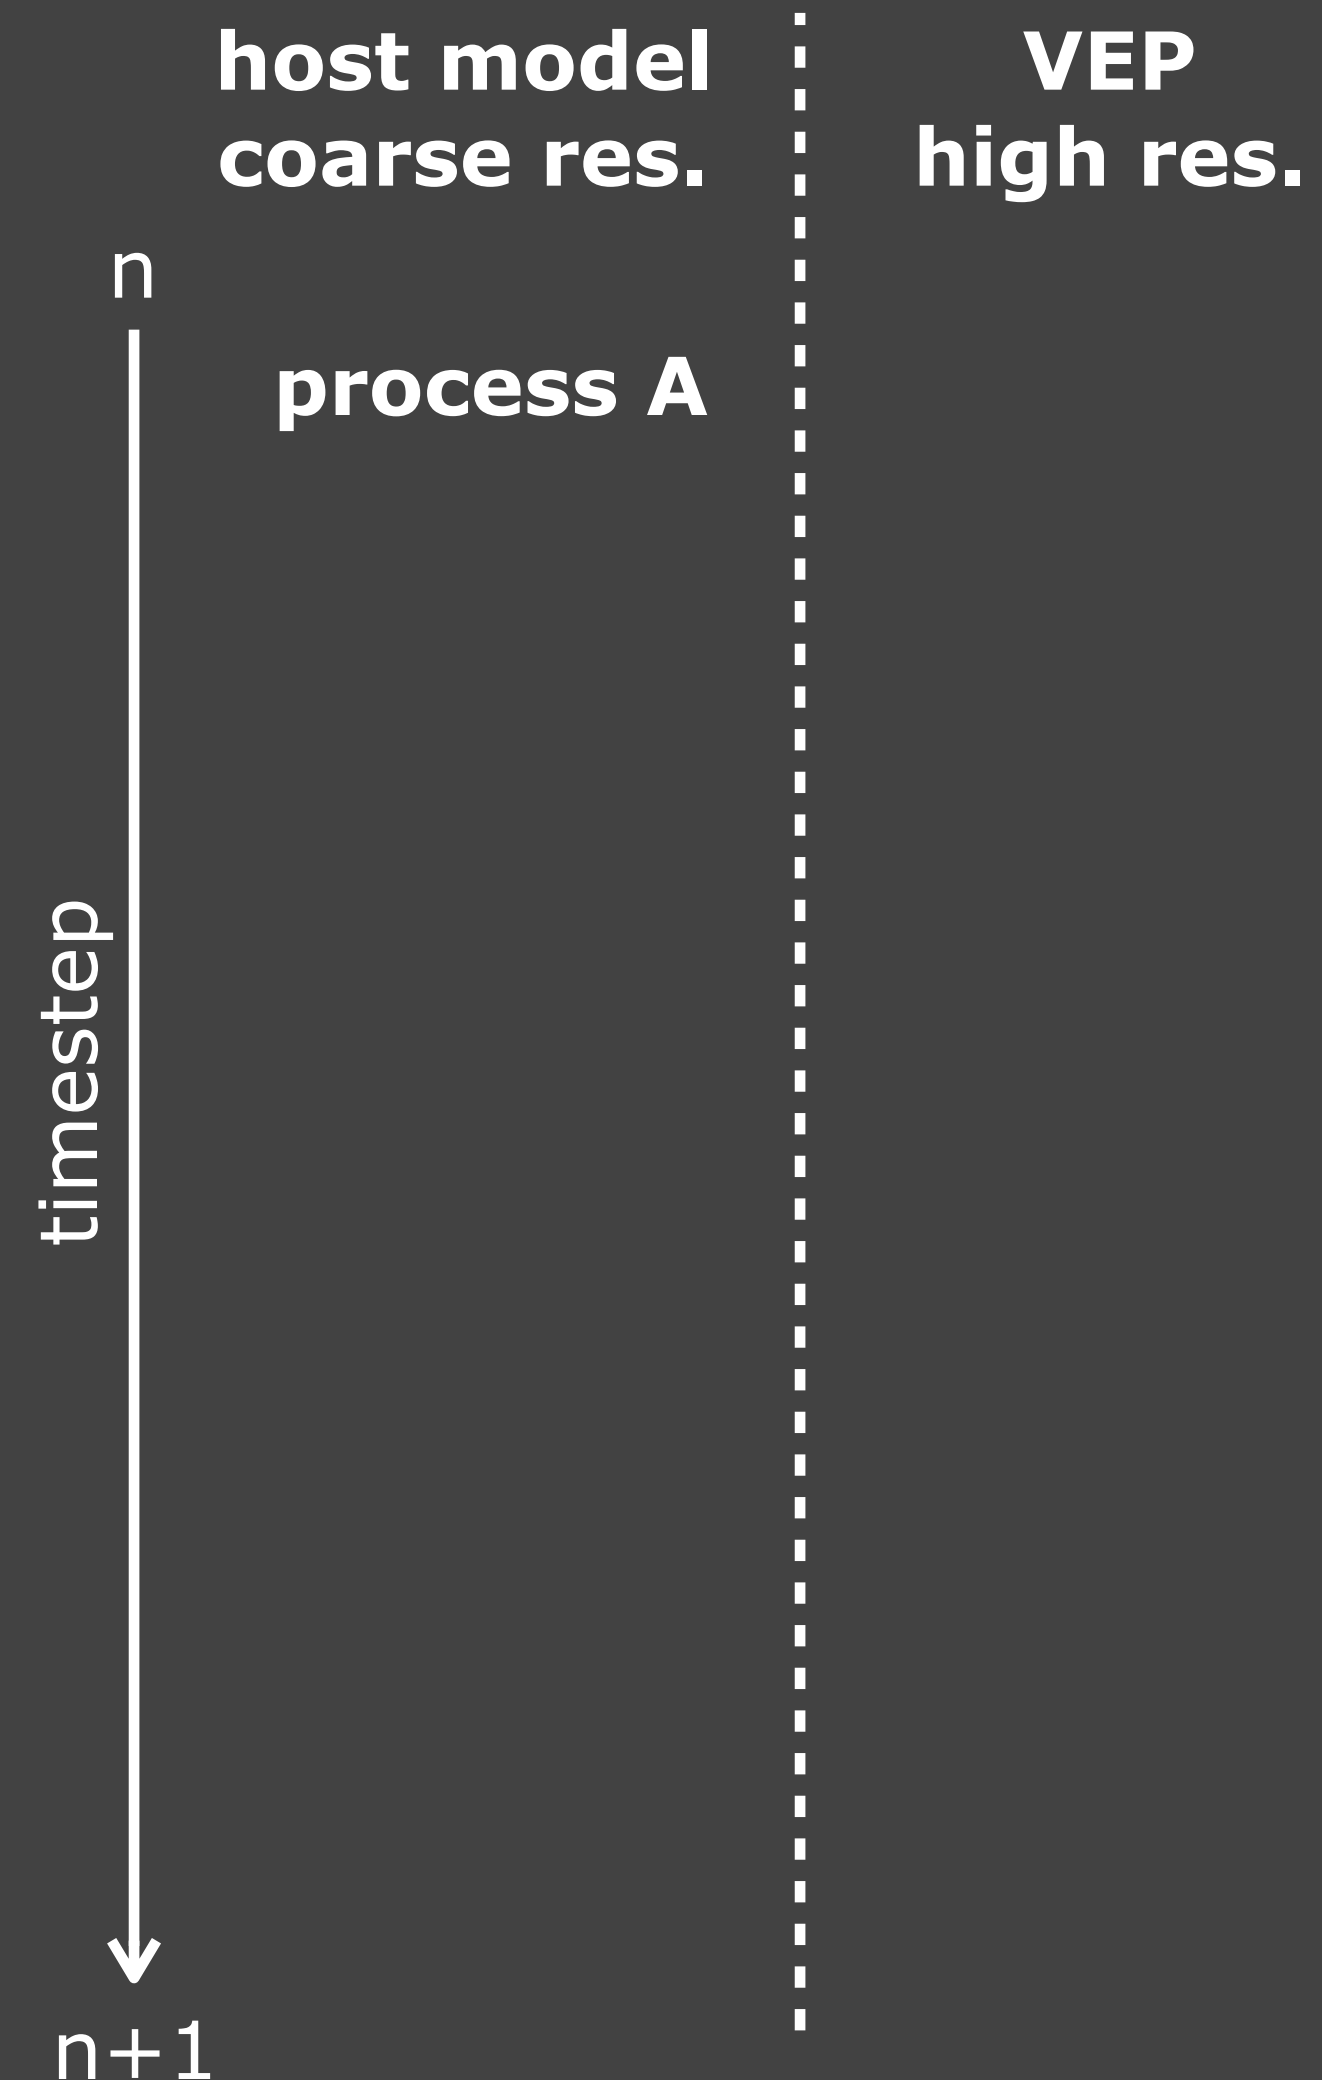 host model
coarse res.
VEP
high res.
n
process A
timestep
n+1